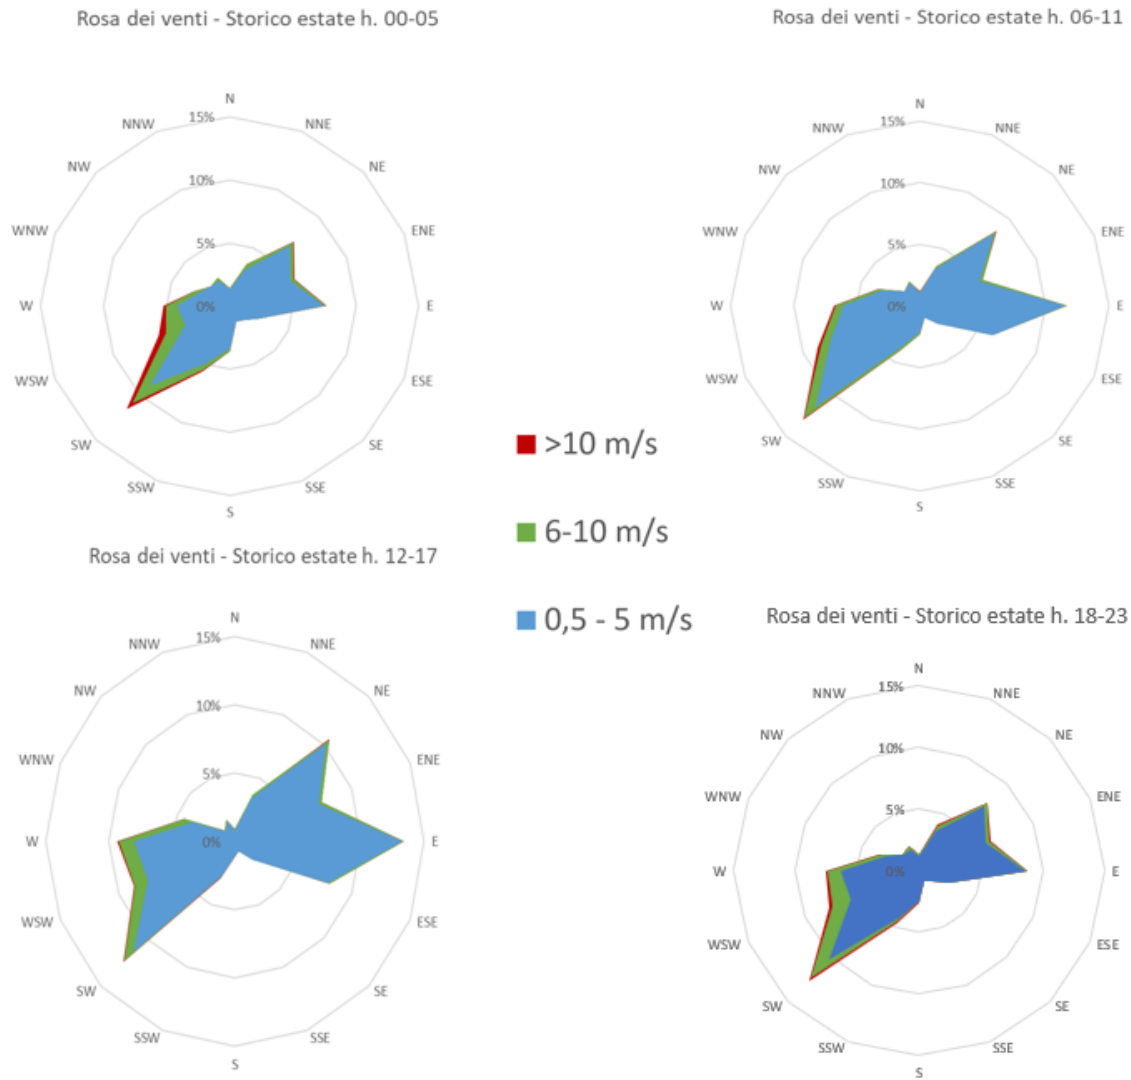 Rosa dei venti - Storico estate h. 00-05
N
NNE
NE
ENE
E
ESE
SE
SSE
S
SSW
SW
WSW
W
WNW
NW
NNW
15%
10%
5%
0%
Rosa dei venti - Storico estate h. 06-11
N
NNE
NE
ENE
E
ESE
SE
SSE
S
SSW
SW
WSW
W
WNW
NW
NNW
15%
10%
5%
0%
>10 m/s
6-10 m/s
0,5 - 5 m/s
Rosa dei venti - Storico estate h. 12-17
N
NNE
NE
ENE
E
ESE
SE
SSE
S
SSW
SW
WSW
W
WNW
NW
NNW
15%
10%
5%
0%
Rosa dei venti - Storico estate h. 18-23
N
NNE
NE
ENE
E
ESE
SE
SSE
S
SSW
SW
WSW
W
WNW
NW
NNW
15%
10%
5%
0%